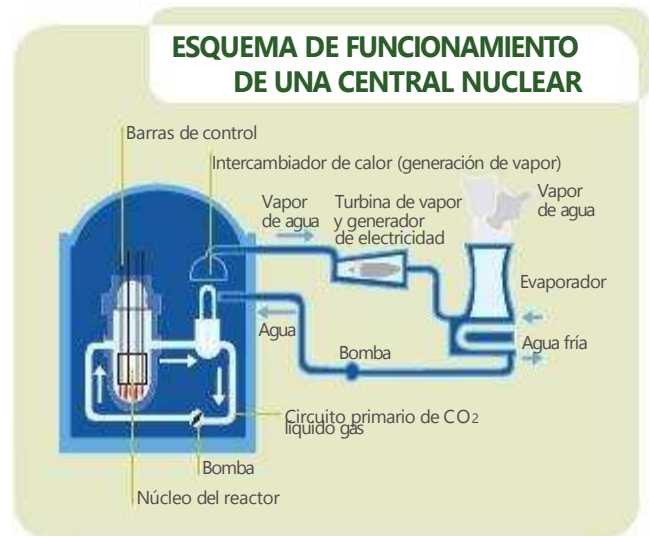 ESQUEMA DE FUNCIONAMIENTO
DE UNA CENTRAL NUCLEAR
Barras de control
Intercambiador de calor (generación de vapor)
Vapor
de agua
Turbina de vapor
y generador
de electricidad
Vapor
de agua
Evaporador
Agua
Bomba
Agua fría
Circuito primario de CO2
líquido gas
Bomba
Núcleo del reactor